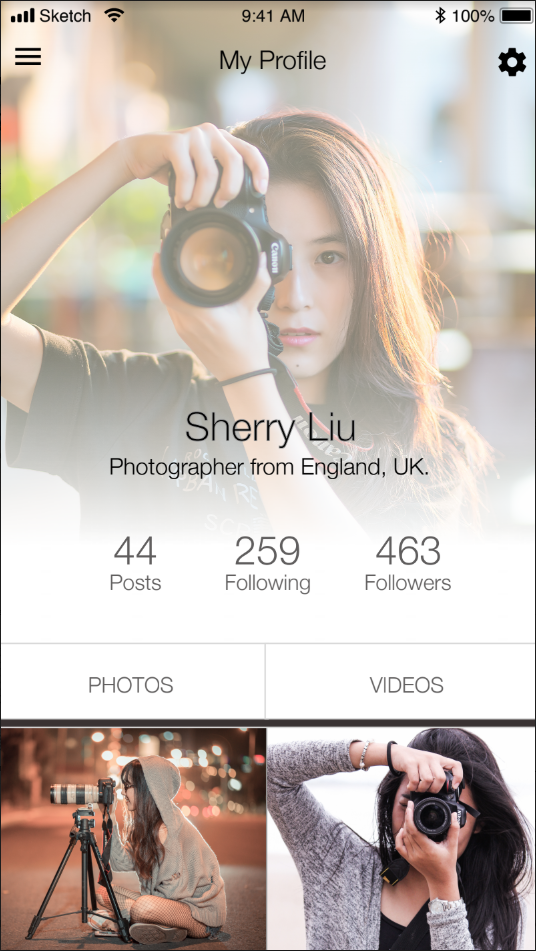 Sketch 9:41 AM 100%
My Profile
Canon
Sherry Liu
Photographer from England, UK.
44 259 463
Posts Following Followers
PHOTOS VIDEOS